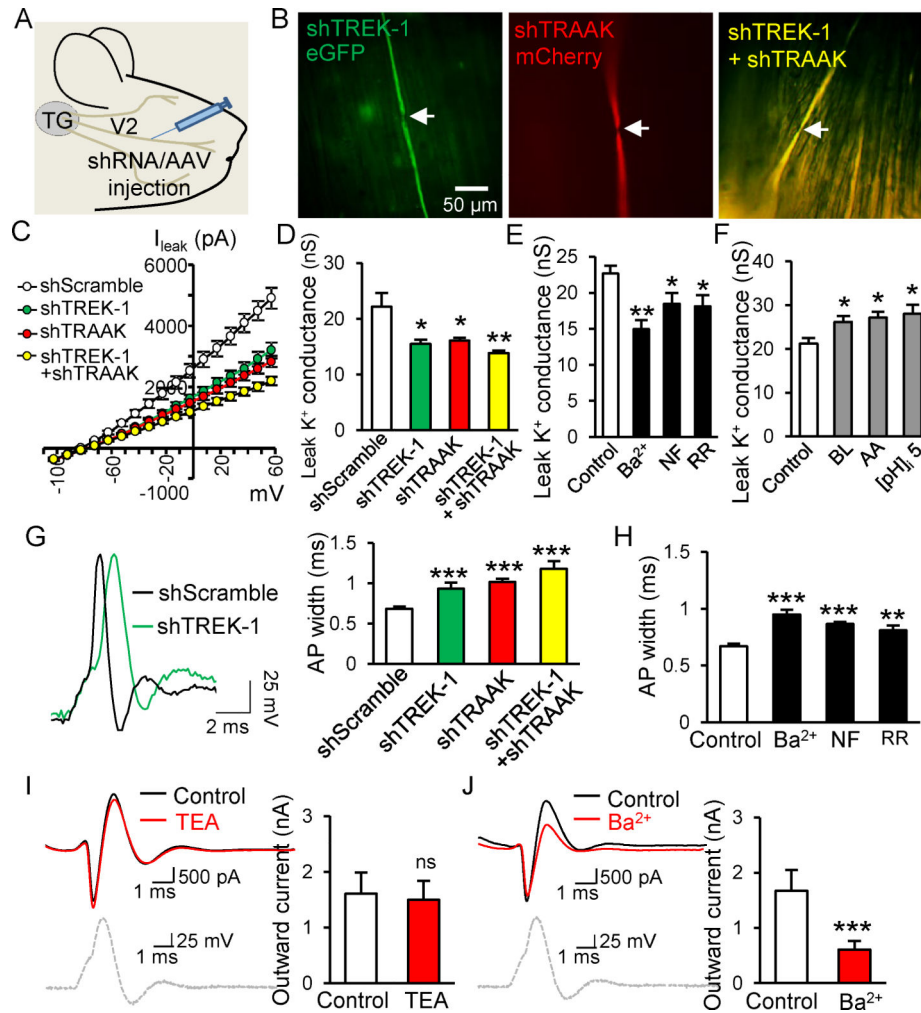 A
TG
V2
shRNA/AAV
injection
B
shTREK-1
eGFP
50 µm
shTRAAK
mCherry
shTREK-1
+ shTRAAK
C
I_leak (pA)
6000
4000
2000
-1000
-100
-60
-20
20
60
mV
shScramble
shTREK-1
shTRAAK
shTREK-1
+shTRAAK
D
Leak K⁺ conductance (nS)
30
20
10
0
*
*
**
shScramble
shTREK-1
shTRAAK
shTREK-1
+ shTRAAK
E
Leak K⁺ conductance (nS)
25
20
15
10
5
0
**
*
*
Control
Ba²⁺
NF
RR
F
Leak K⁺ conductance (nS)
40
30
20
10
0
*
*
*
Control
BL
AA
[pH]ᵢ 5
G
shScramble
shTREK-1
25 mV
2 ms
AP width (ms)
1.5
1
0.5
0
***
***
***
shScramble
shTREK-1
shTRAAK
shTREK-1
+shTRAAK
H
AP width (ms)
1.5
1
0.5
0
***
***
**
Control
Ba²⁺
NF
RR
I
Control
TEA
500 pA
1 ms
25 mV
1 ms
Outward current (nA)
3
2
1
0
ns
Control
TEA
J
Control
Ba²⁺
500 pA
1 ms
25 mV
1 ms
Outward current (nA)
3
2
1
0
***
Control
Ba²⁺